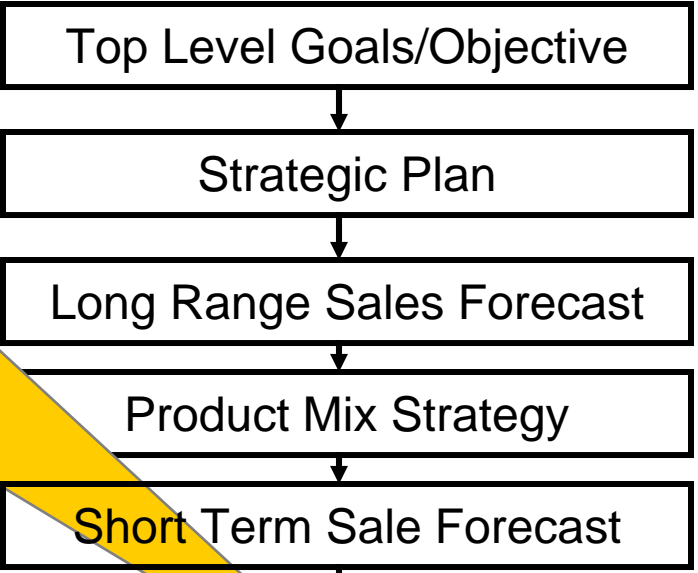 Top Level Goals/Objective
Strategic Plan
Long Range Sales Forecast
Product Mix Strategy
Short Term Sale Forecast